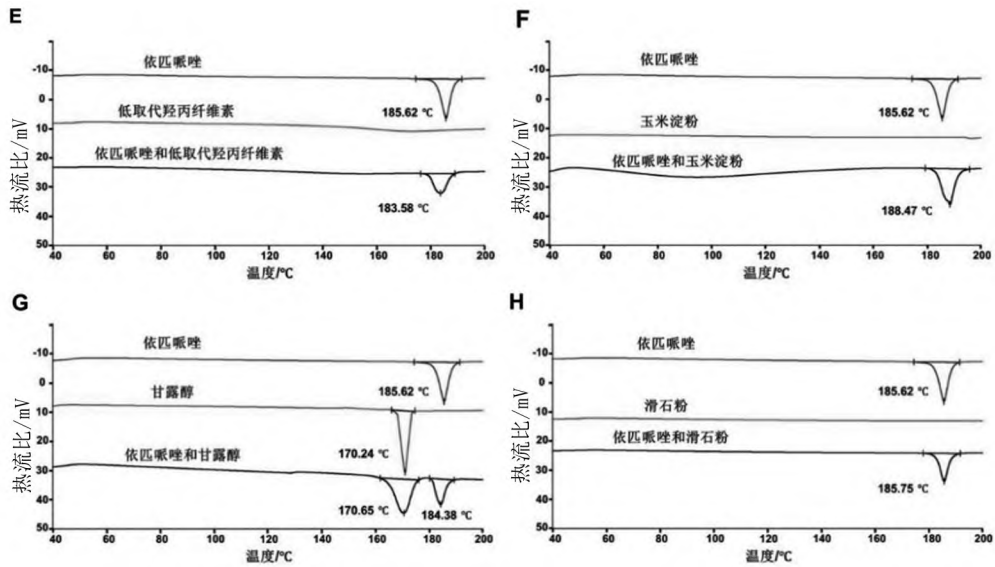 E
依匹哌唑
-10
0
185.62 ℃
低取代羟丙纤维素
10
依匹哌唑和低取代羟丙纤维素
20
30
183.58 ℃
40
50
热流比/mV
40 60 80 100 120 140 160 180 200
温度/℃
F
依匹哌唑
-10
0
185.62 ℃
玉米淀粉
10
依匹哌唑和玉米淀粉
20
30
188.47 ℃
40
50
热流比/mV
40 60 80 100 120 140 160 180 200
温度/℃
G
依匹哌唑
-10
0
185.62 ℃
甘露醇
10
20
170.24 ℃
依匹哌唑和甘露醇
30
40
170.65 ℃ 184.38 ℃
50
热流比/mV
40 60 80 100 120 140 160 180 200
温度/℃
H
依匹哌唑
-10
0
185.62 ℃
滑石粉
10
依匹哌唑和滑石粉
20
30
185.75 ℃
40
50
热流比/mV
40 60 80 100 120 140 160 180 200
温度/℃